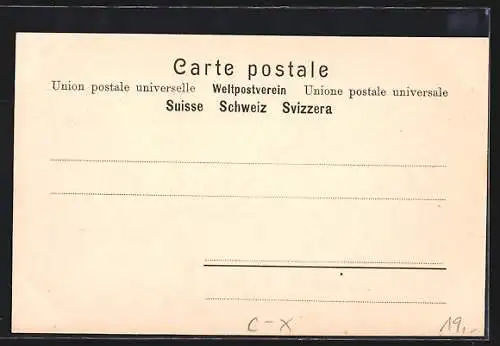 Carte postale
Union postale universelle Weltpostverein Unione postale universale
Suisse Schweiz Svizzera
C-X 19,-